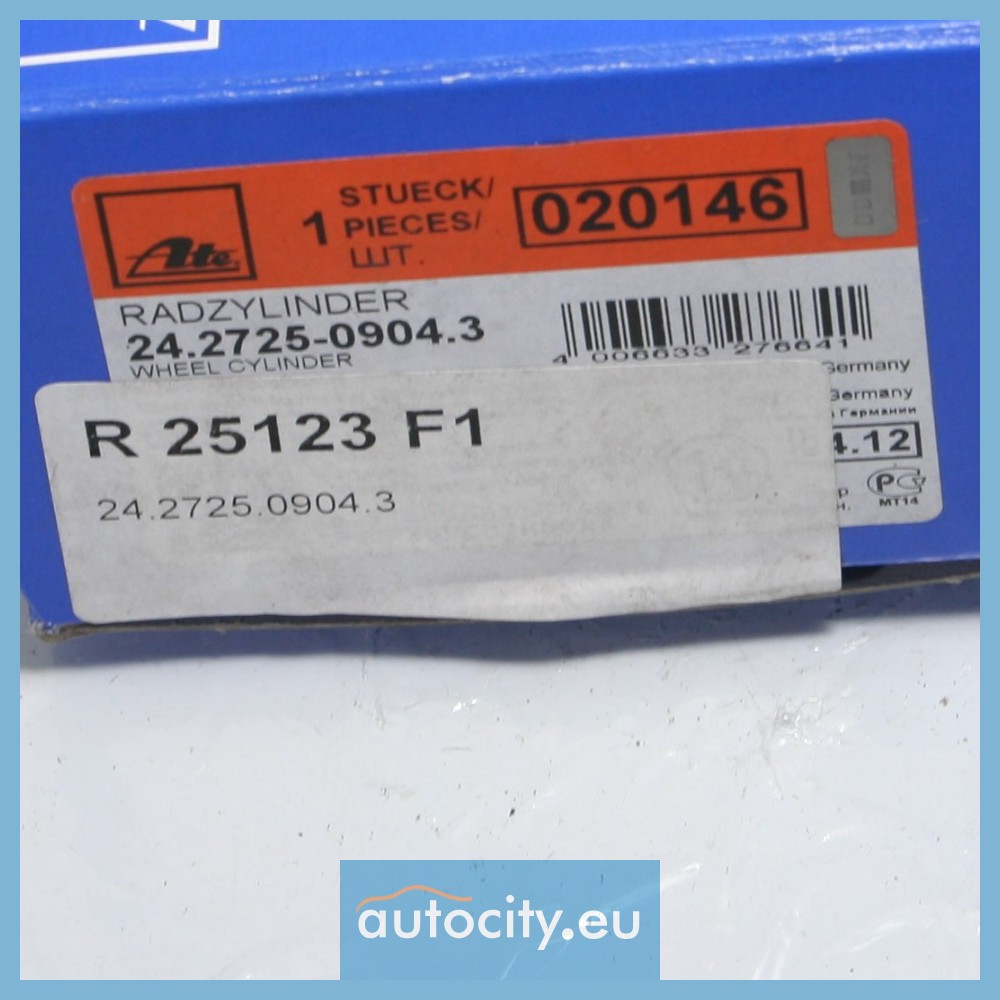 Ate
1
STUECK/
PIECES/
ШТ.
020146
RADZYLINDER
24.2725-0904.3
WHEEL CYLINDER
4 006633 276641
Germany
Germany
Германии
4.12
MT14
R 25123 F1
24.2725.0904.3
autocity.eu